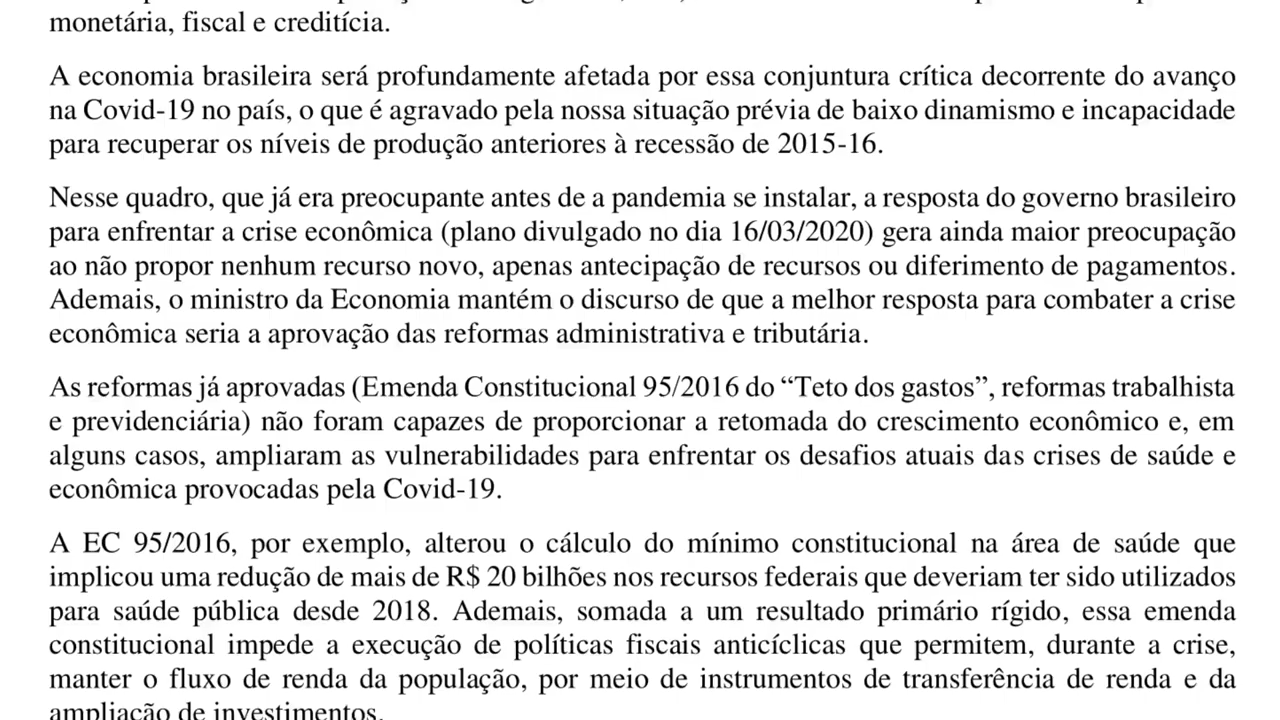 monetária, fiscal e creditícia.
A economia brasileira será profundamente afetada por essa conjuntura crítica decorrente do avanço
na Covid-19 no país, o que é agravado pela nossa situação prévia de baixo dinamismo e incapacidade
para recuperar os níveis de produção anteriores à recessão de 2015-16.
Nesse quadro, que já era preocupante antes de a pandemia se instalar, a resposta do governo brasileiro
para enfrentar a crise econômica (plano divulgado no dia 16/03/2020) gera ainda maior preocupação
ao não propor nenhum recurso novo, apenas antecipação de recursos ou diferimento de pagamentos.
Ademais, o ministro da Economia mantém o discurso de que a melhor resposta para combater a crise
econômica seria a aprovação das reformas administrativa e tributária.
As reformas já aprovadas (Emenda Constitucional 95/2016 do “Teto dos gastos”, reformas trabalhista
e previdenciária) não foram capazes de proporcionar a retomada do crescimento econômico e, em
alguns casos, ampliaram as vulnerabilidades para enfrentar os desafios atuais das crises de saúde e
econômica provocadas pela Covid-19.
A EC 95/2016, por exemplo, alterou o cálculo do mínimo constitucional na área de saúde que
implicou uma redução de mais de R$ 20 bilhões nos recursos federais que deveriam ter sido utilizados
para saúde pública desde 2018. Ademais, somada a um resultado primário rígido, essa emenda
constitucional impede a execução de políticas fiscais anticíclicas que permitem, durante a crise,
manter o fluxo de renda da população, por meio de instrumentos de transferência de renda e da
ampliação de investimentos.